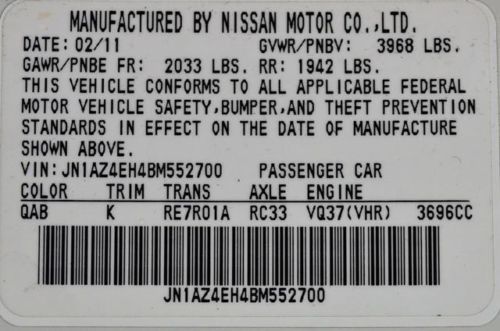 MANUFACTURED BY NISSAN MOTOR CO.,LTD.
DATE: 02/11 GVWR/PNBV: 3968 LBS.
GAWR/PNBE FR: 2033 LBS. RR: 1942 LBS.
THIS VEHICLE CONFORMS TO ALL APPLICABLE FEDERAL
MOTOR VEHICLE SAFETY,BUMPER,AND THEFT PREVENTION
STANDARDS IN EFFECT ON THE DATE OF MANUFACTURE
SHOWN ABOVE.
VIN:JN1AZ4EH4BM552700 PASSENGER CAR
COLOR TRIM TRANS AXLE ENGINE
QAB K RE7R01A RC33 VQ37(VHR) 3696CC
JN1AZ4EH4BM552700